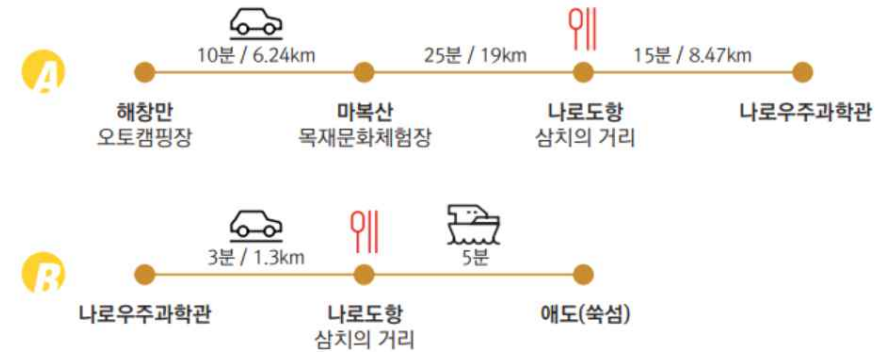 A
10분 / 6.24km
25분 / 19km
15분 / 8.47km
해창만
오토캠핑장
마복산
목재문화체험장
나로도항
삼치의 거리
나로우주과학관
B
3분 / 1.3km
5분
나로우주과학관
나로도항
삼치의 거리
애도(쑥섬)